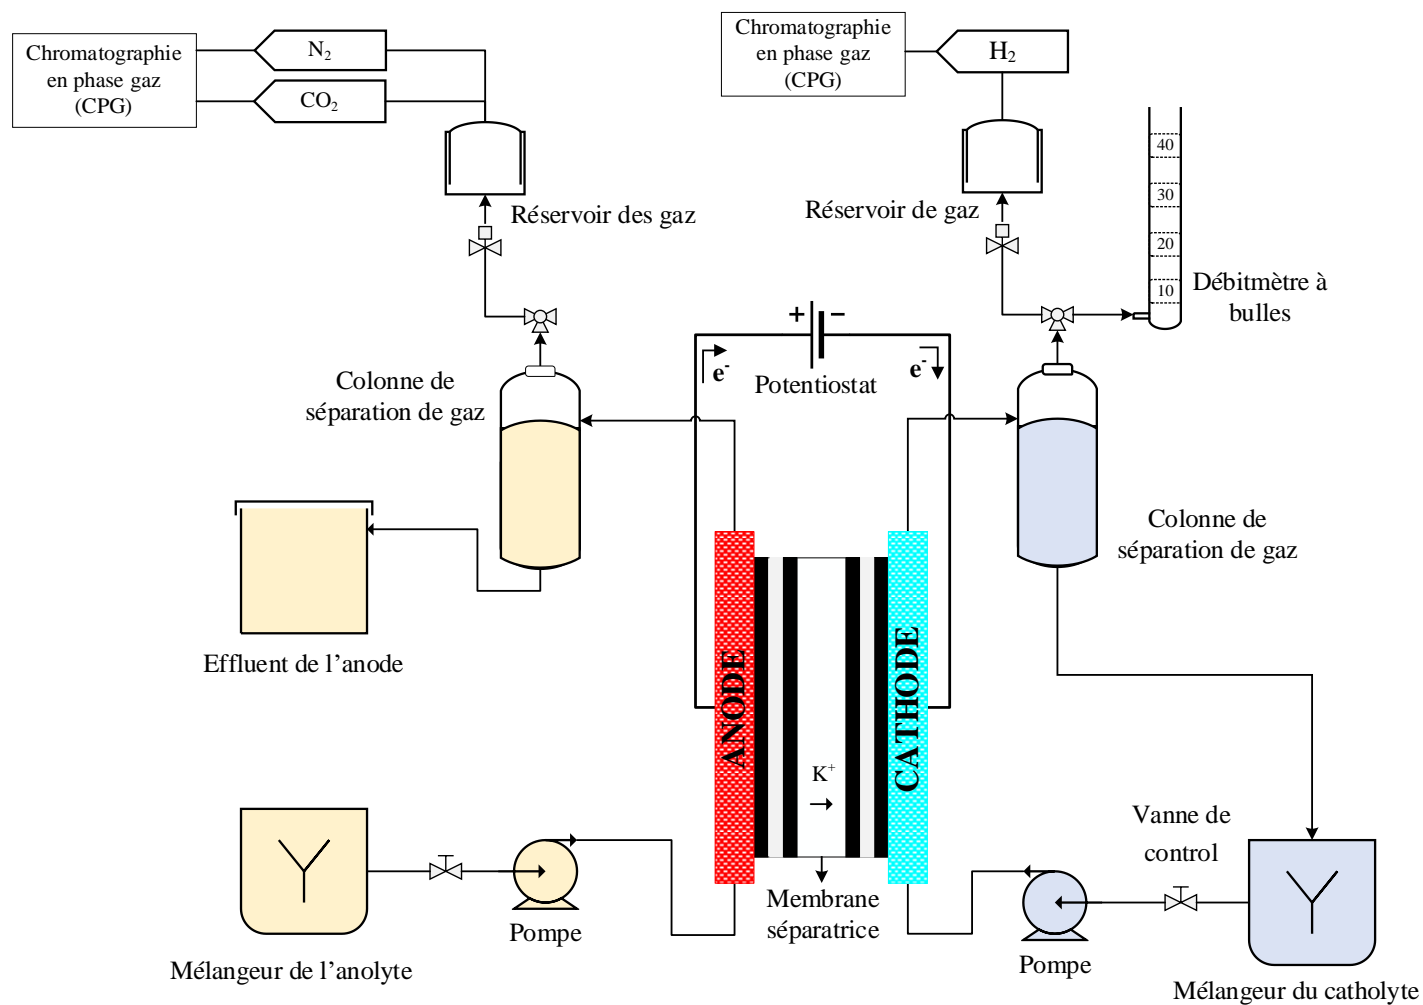 Chromatographie
en phase gaz
(CPG)
N2
CO2
Chromatographie
en phase gaz
(CPG)
H2
Réservoir des gaz
Réservoir de gaz
40
30
20
10
Débitmètre à
bulles
+
−
e-
e-
Potentiostat
Colonne de
séparation de gaz
Colonne de
séparation de gaz
Effluent de l’anode
ANODE
CATHODE
K+
Membrane
séparatrice
Vanne de
control
Pompe
Pompe
Mélangeur de l’anolyte
Mélangeur du catholyte